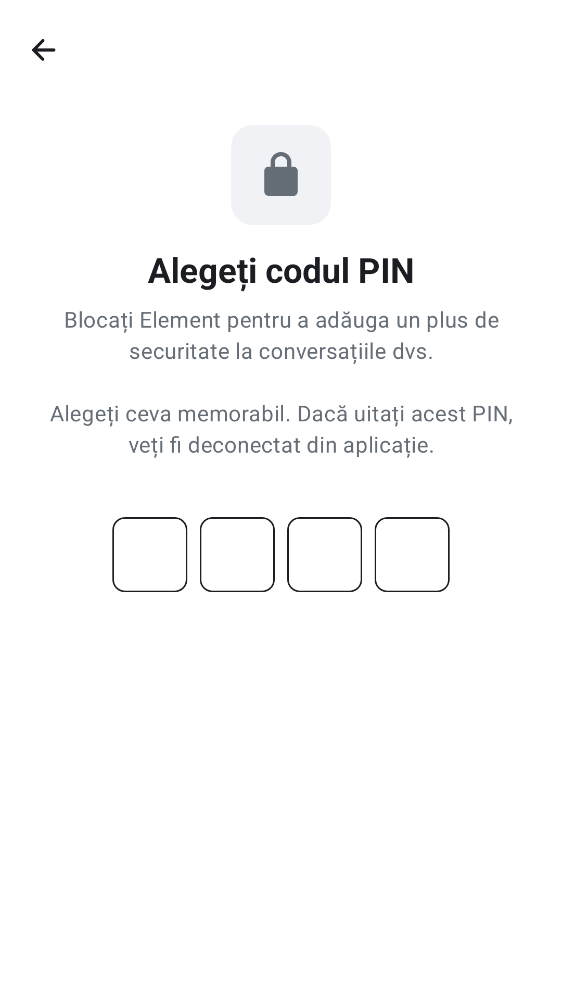 Alegeți codul PIN
Blocați Element pentru a adăuga un plus de
securitate la conversațiile dvs.
Alegeți ceva memorabil. Dacă uitați acest PIN,
veți fi deconectat din aplicație.